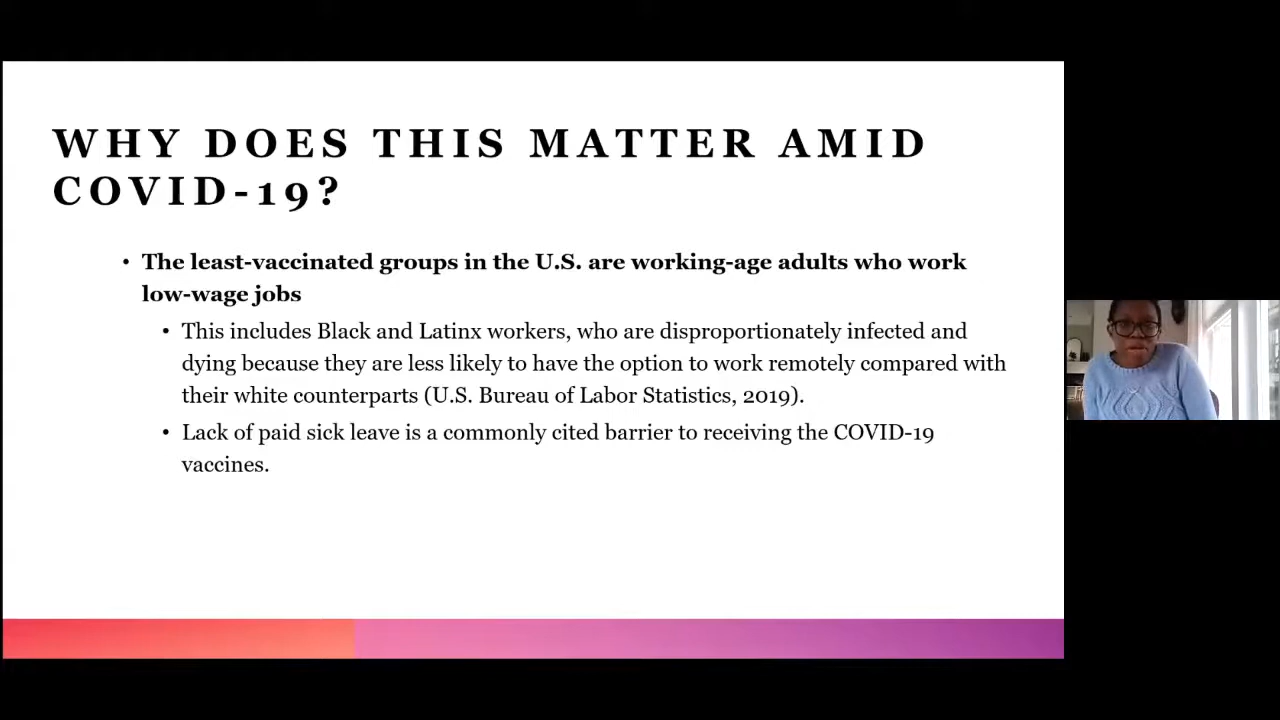 WHY DOES THIS MATTER AMID
COVID-19?
• The least-vaccinated groups in the U.S. are working-age adults who work
low-wage jobs
• This includes Black and Latinx workers, who are disproportionately infected and
dying because they are less likely to have the option to work remotely compared with
their white counterparts (U.S. Bureau of Labor Statistics, 2019).
• Lack of paid sick leave is a commonly cited barrier to receiving the COVID-19
vaccines.